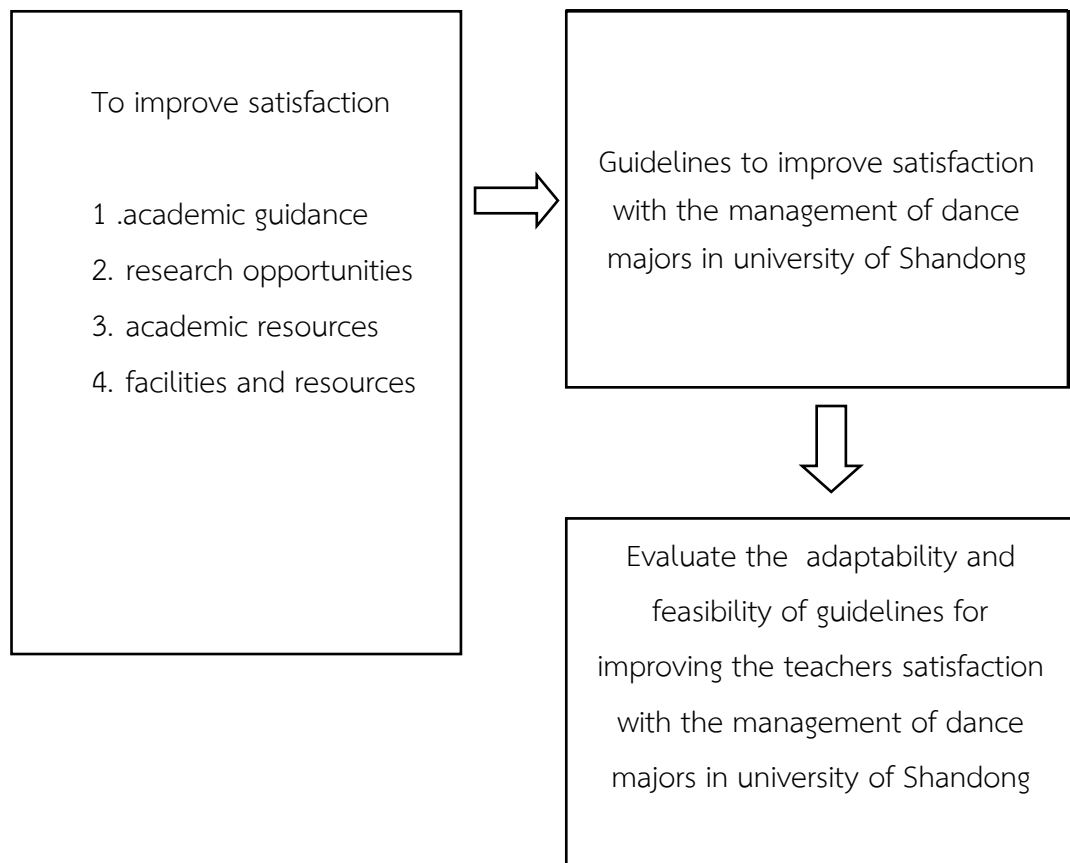 To improve satisfaction
1 .academic guidance
2. research opportunities
3. academic resources
4. facilities and resources
Guidelines to improve satisfaction
with the management of dance
majors in university of Shandong
Evaluate the  adaptability and
feasibility of guidelines for
improving the teachers satisfaction
with the management of dance
majors in university of Shandong